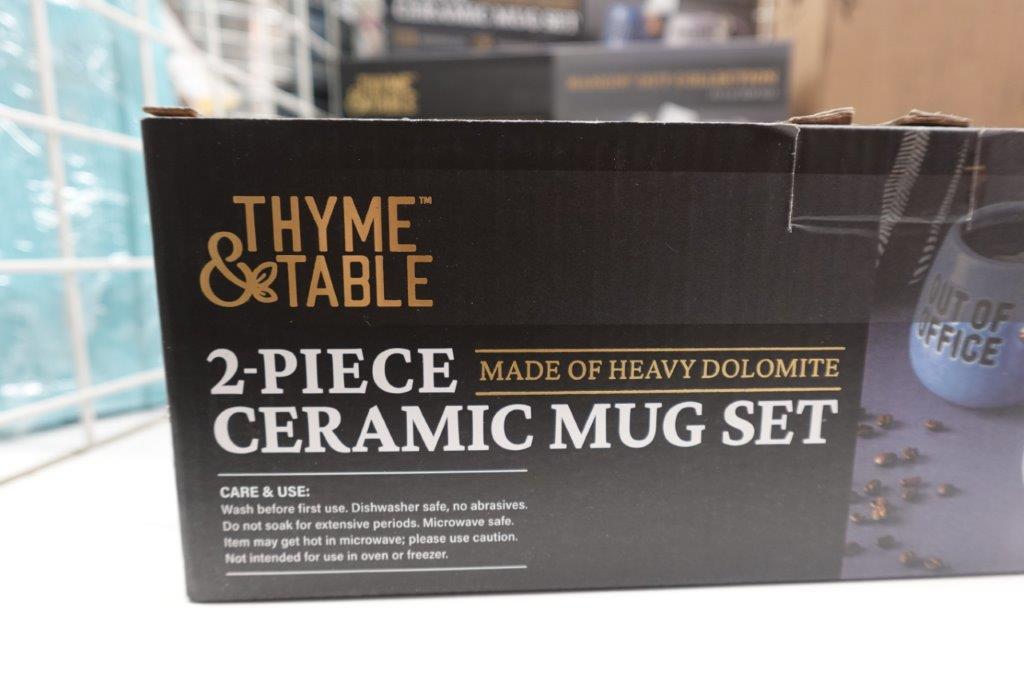 CERAMIC MUG SET
THYME
& TABLE
THYME™
& TABLE
2-PIECE
MADE OF HEAVY DOLOMITE
CERAMIC MUG SET
CARE & USE:
Wash before first use. Dishwasher safe, no abrasives.
Do not soak for extensive periods. Microwave safe.
Item may get hot in microwave; please use caution.
Not intended for use in oven or freezer.
OUT OF
OFFICE